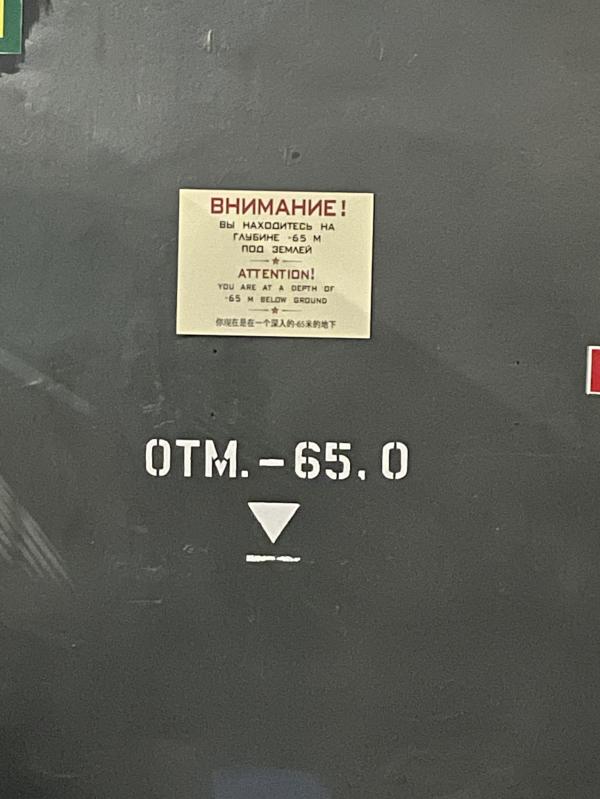 ВНИМАНИЕ!
ВЫ НАХОДИТЕСЬ НА
ГЛУБИНЕ -65 М
ПОД ЗЕМЛЕЙ
ATTENTION!
YOU ARE AT A DEPTH OF
-65 M BELOW GROUND
你现在是在一个深入的-65米的地下
ОТМ.-65,0